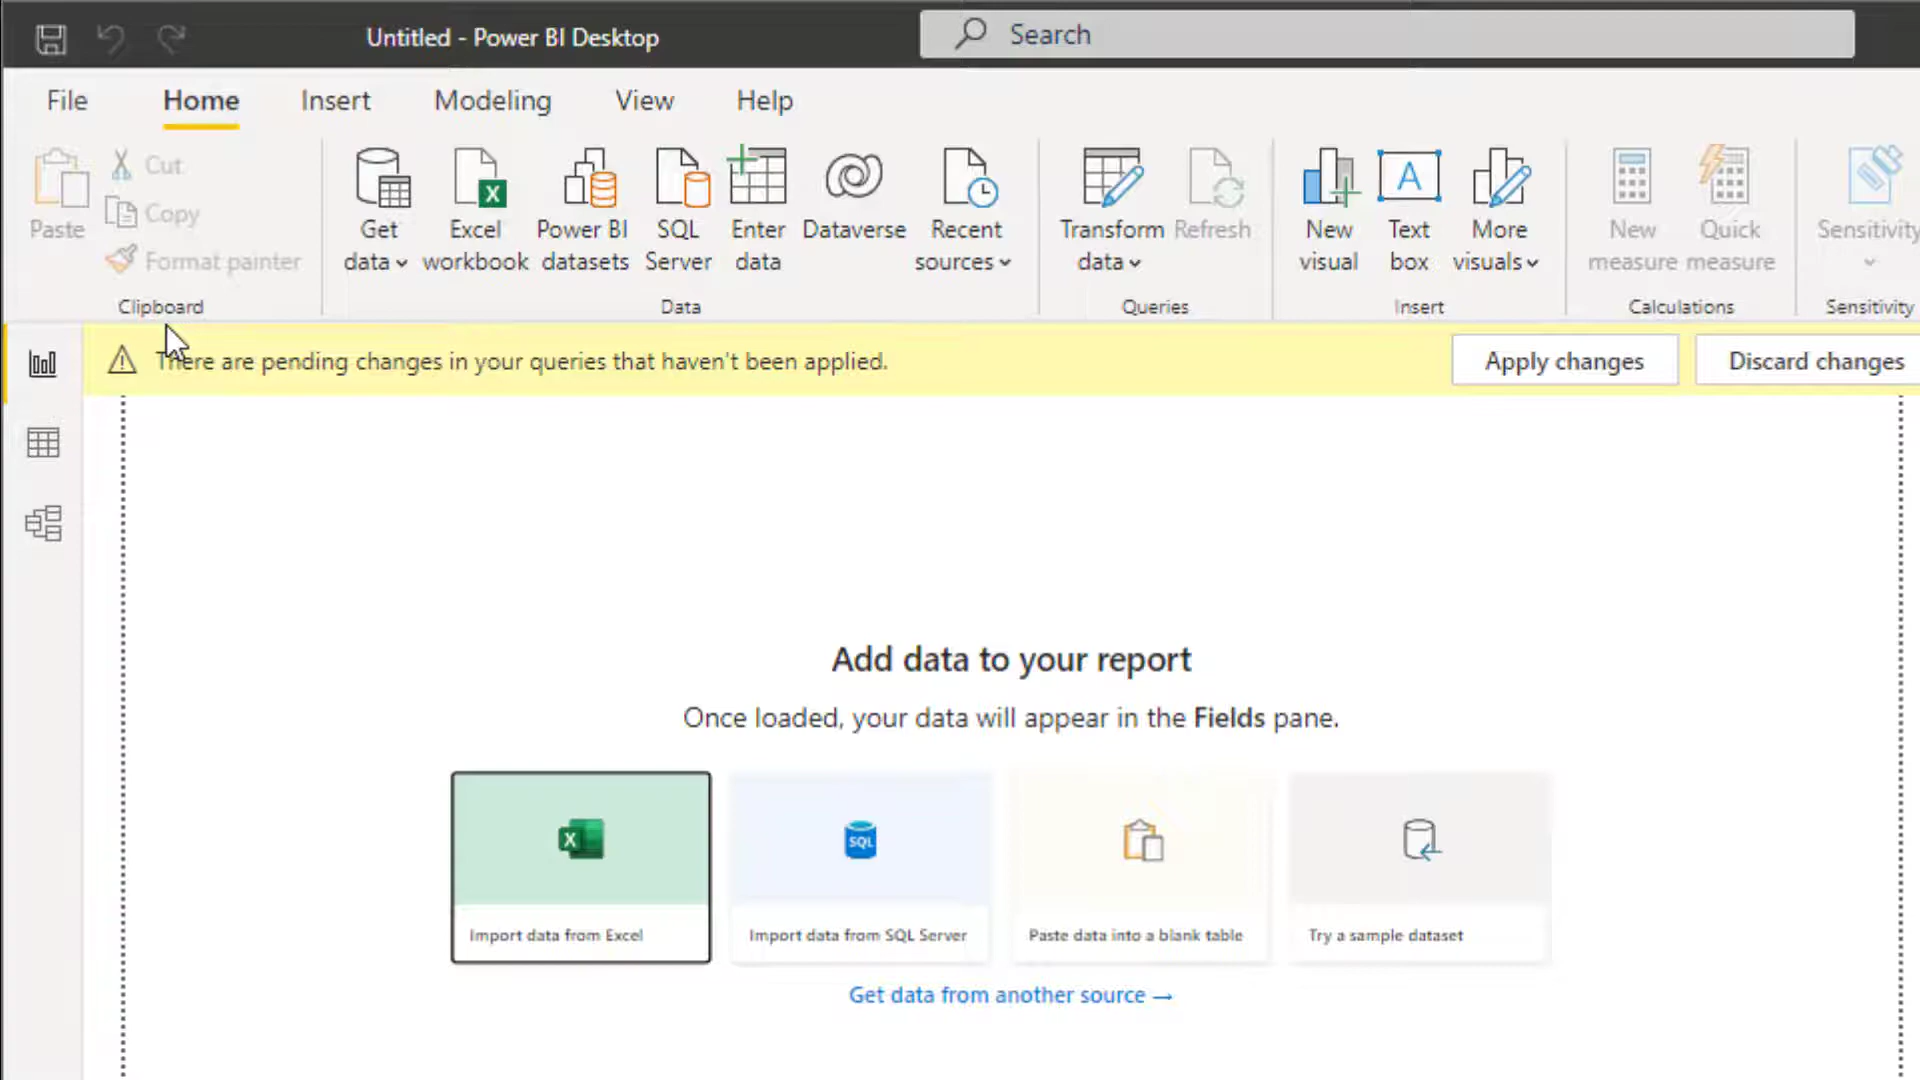 Untitled - Power BI Desktop
Search
File
Home
Insert
Modeling
View
Help
Paste
Cut
Copy
Format painter
Clipboard
Get data
Excel workbook
Power BI datasets
SQL Server
Enter data
Dataverse
Recent sources
Data
Transform data
Refresh
Queries
New visual
A
Text box
More visuals
Insert
New measure
Quick measure
Calculations
Sensitivity
Sensitivity
There are pending changes in your queries that haven't been applied.
Apply changes
Discard changes
Add data to your report
Once loaded, your data will appear in the Fields pane.
X
SQL
Import data from Excel
Import data from SQL Server
Paste data into a blank table
Try a sample dataset
Get data from another source →